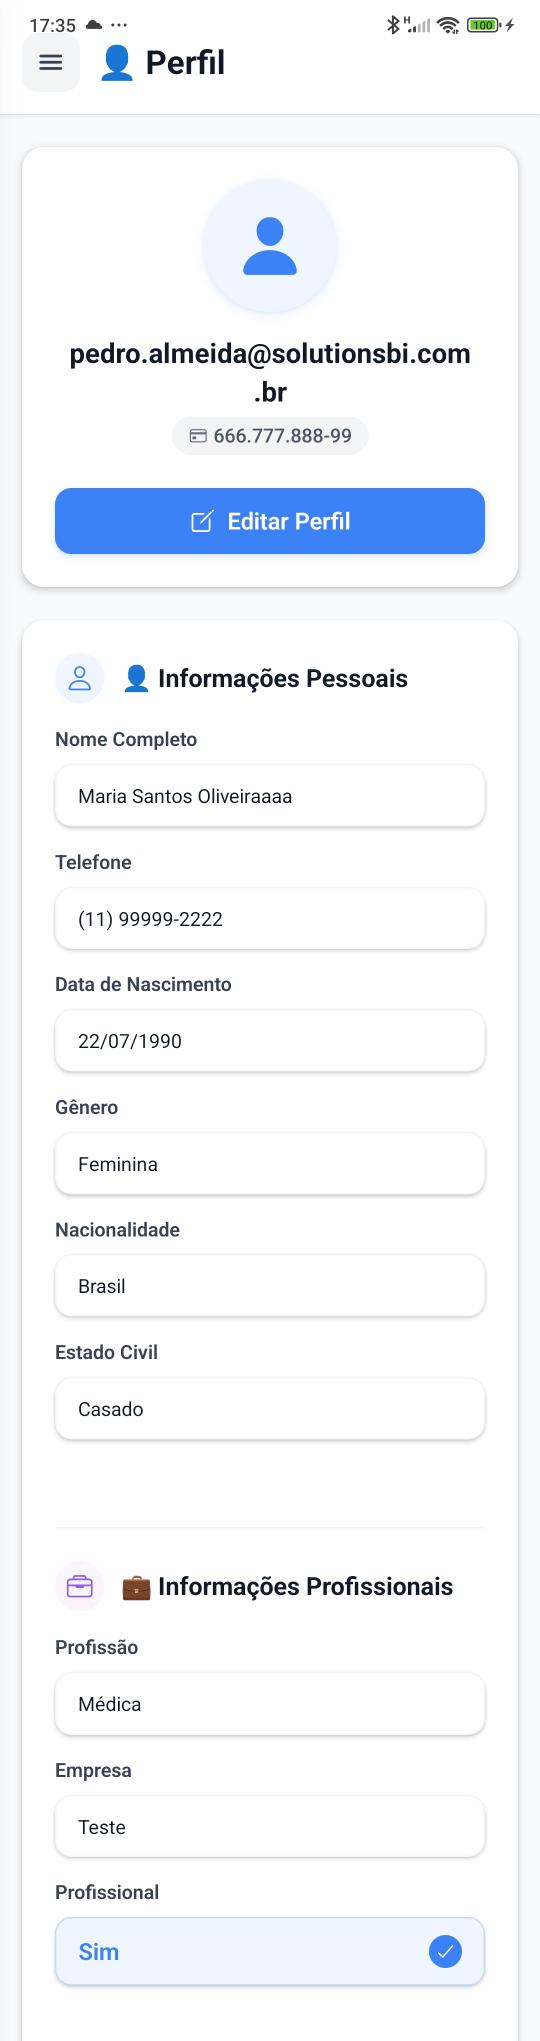 17:35
H
100
Perfil
pedro.almeida@solutionsbi.com
.br
666.777.888-99
Editar Perfil
Informações Pessoais
Nome Completo
Maria Santos Oliveiraaaa
Telefone
(11) 99999-2222
Data de Nascimento
22/07/1990
Gênero
Feminina
Nacionalidade
Brasil
Estado Civil
Casado
Informações Profissionais
Profissão
Médica
Empresa
Teste
Profissional
Sim